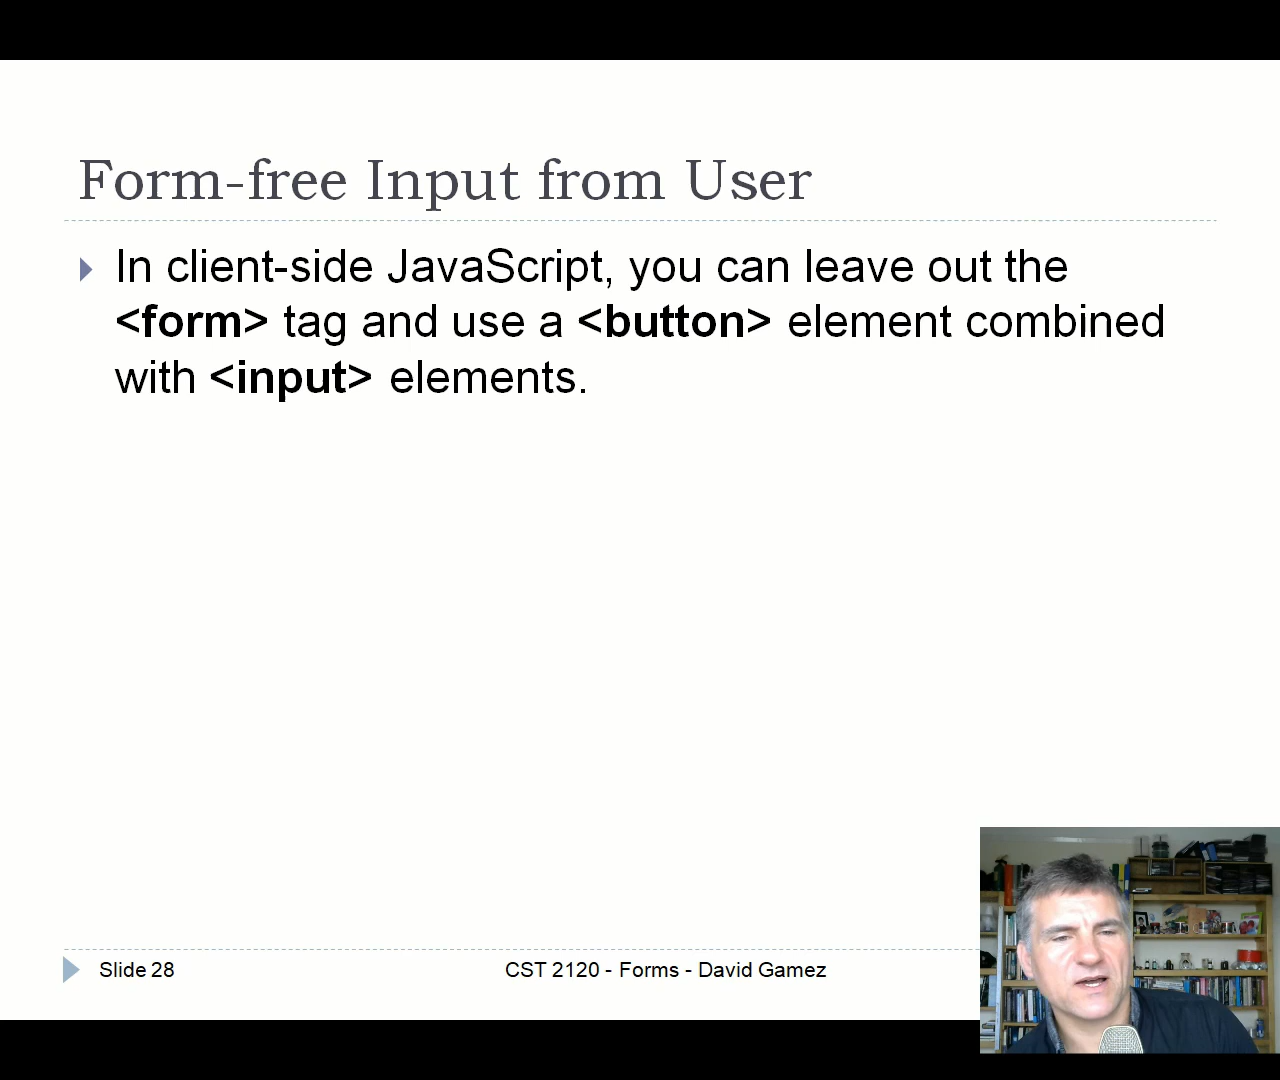 Form-free Input from User
In client-side JavaScript, you can leave out the
<form> tag and use a <button> element combined
with <input> elements.
Slide 28
CST 2120 - Forms - David Gamez